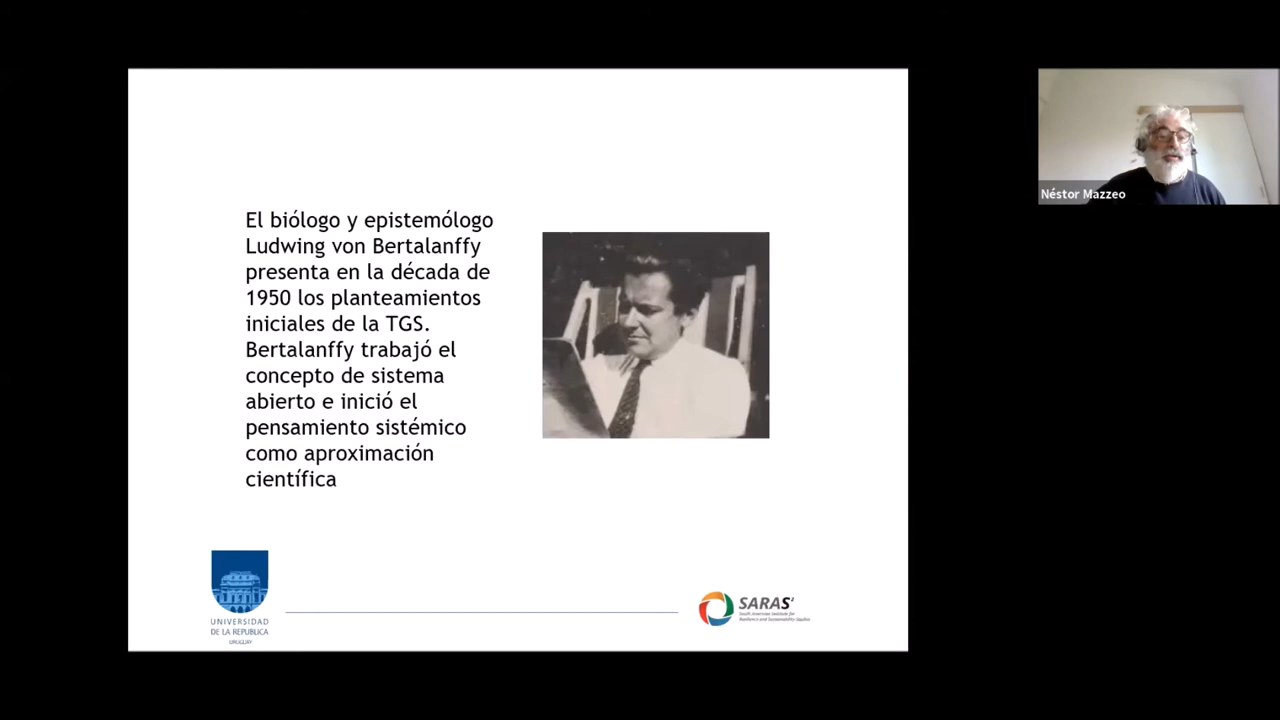 El biólogo y epistemólogo
Ludwing von Bertalanffy
presenta en la década de
1950 los planteamientos
iniciales de la TGS.
Bertalanffy trabajó el
concepto de sistema
abierto e inició el
pensamiento sistémico
como aproximación
científica
Néstor Mazzeo
UNIVERSIDAD
DE LA REPUBLICA
URUGUAY
SARAS²
South American Institute for
Resilience and Sustainability Studies